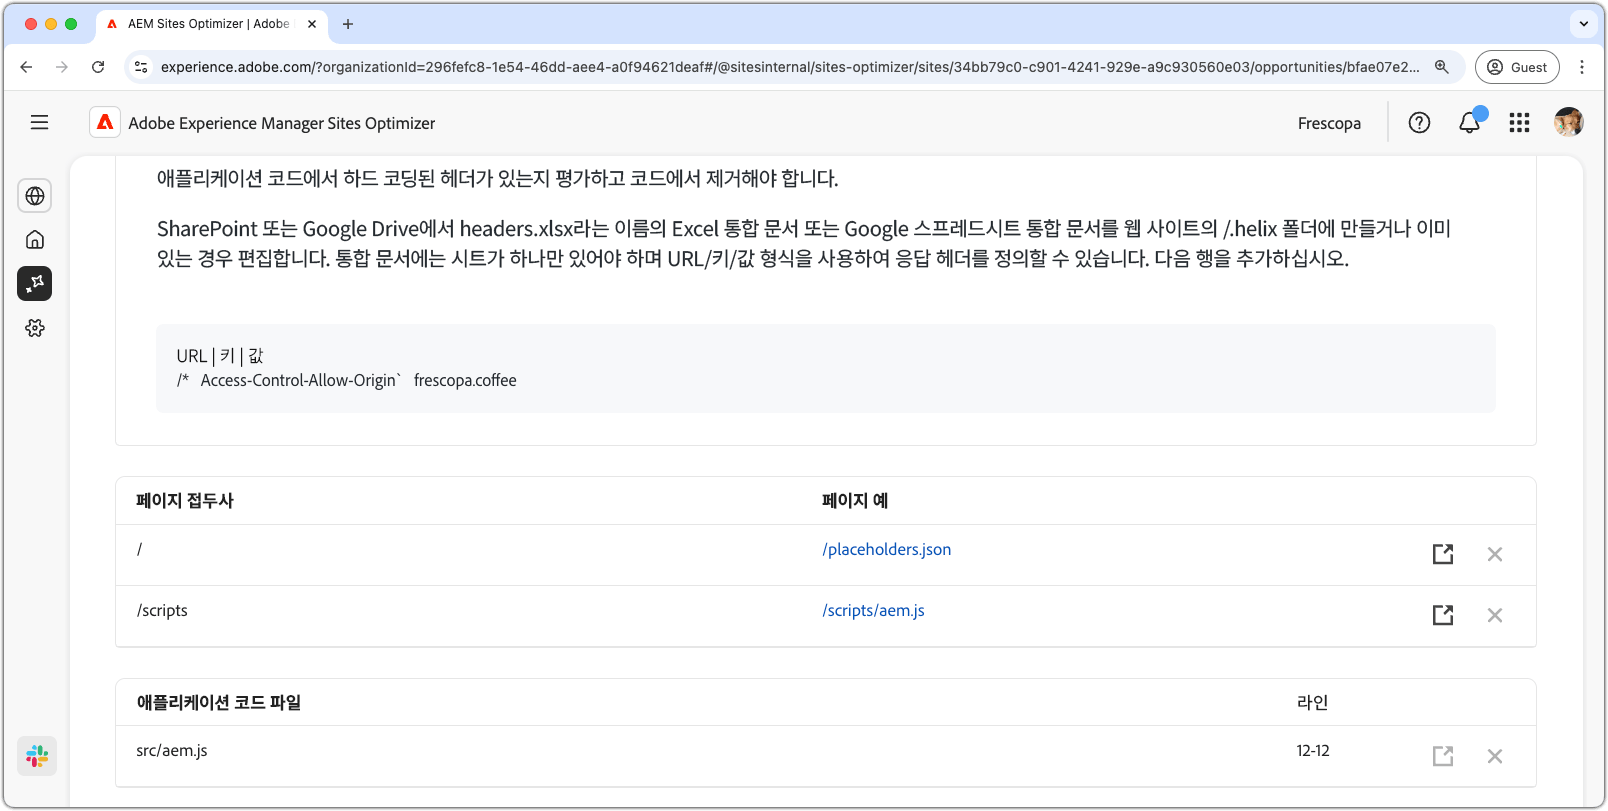 AEM Sites Optimizer | Adobe
experience.adobe.com/?organizationId=296fefc8-1e54-46dd-aee4-a0f94621deaf#/@sitesinternal/sites-optimizer/sites/34bb79c0-c901-4241-929e-a9c930560e03/opportunities/bfae07e2...
Guest
Adobe Experience Manager Sites Optimizer
Frescopa
애플리케이션 코드에서 하드 코딩된 헤더가 있는지 평가하고 코드에서 제거해야 합니다.
SharePoint 또는 Google Drive에서 headers.xlsx라는 이름의 Excel 통합 문서 또는 Google 스프레드시트 통합 문서를 웹 사이트의 /.helix 폴더에 만들거나 이미
있는 경우 편집합니다. 통합 문서에는 시트가 하나만 있어야 하며 URL/키/값 형식을 사용하여 응답 헤더를 정의할 수 있습니다. 다음 행을 추가하십시오.
URL | 키 | 값
/* Access-Control-Allow-Origin` frescopa.coffee
페이지 접두사 페이지 예
/ /placeholders.json
/scripts /scripts/aem.js
애플리케이션 코드 파일 라인
src/aem.js 12-12